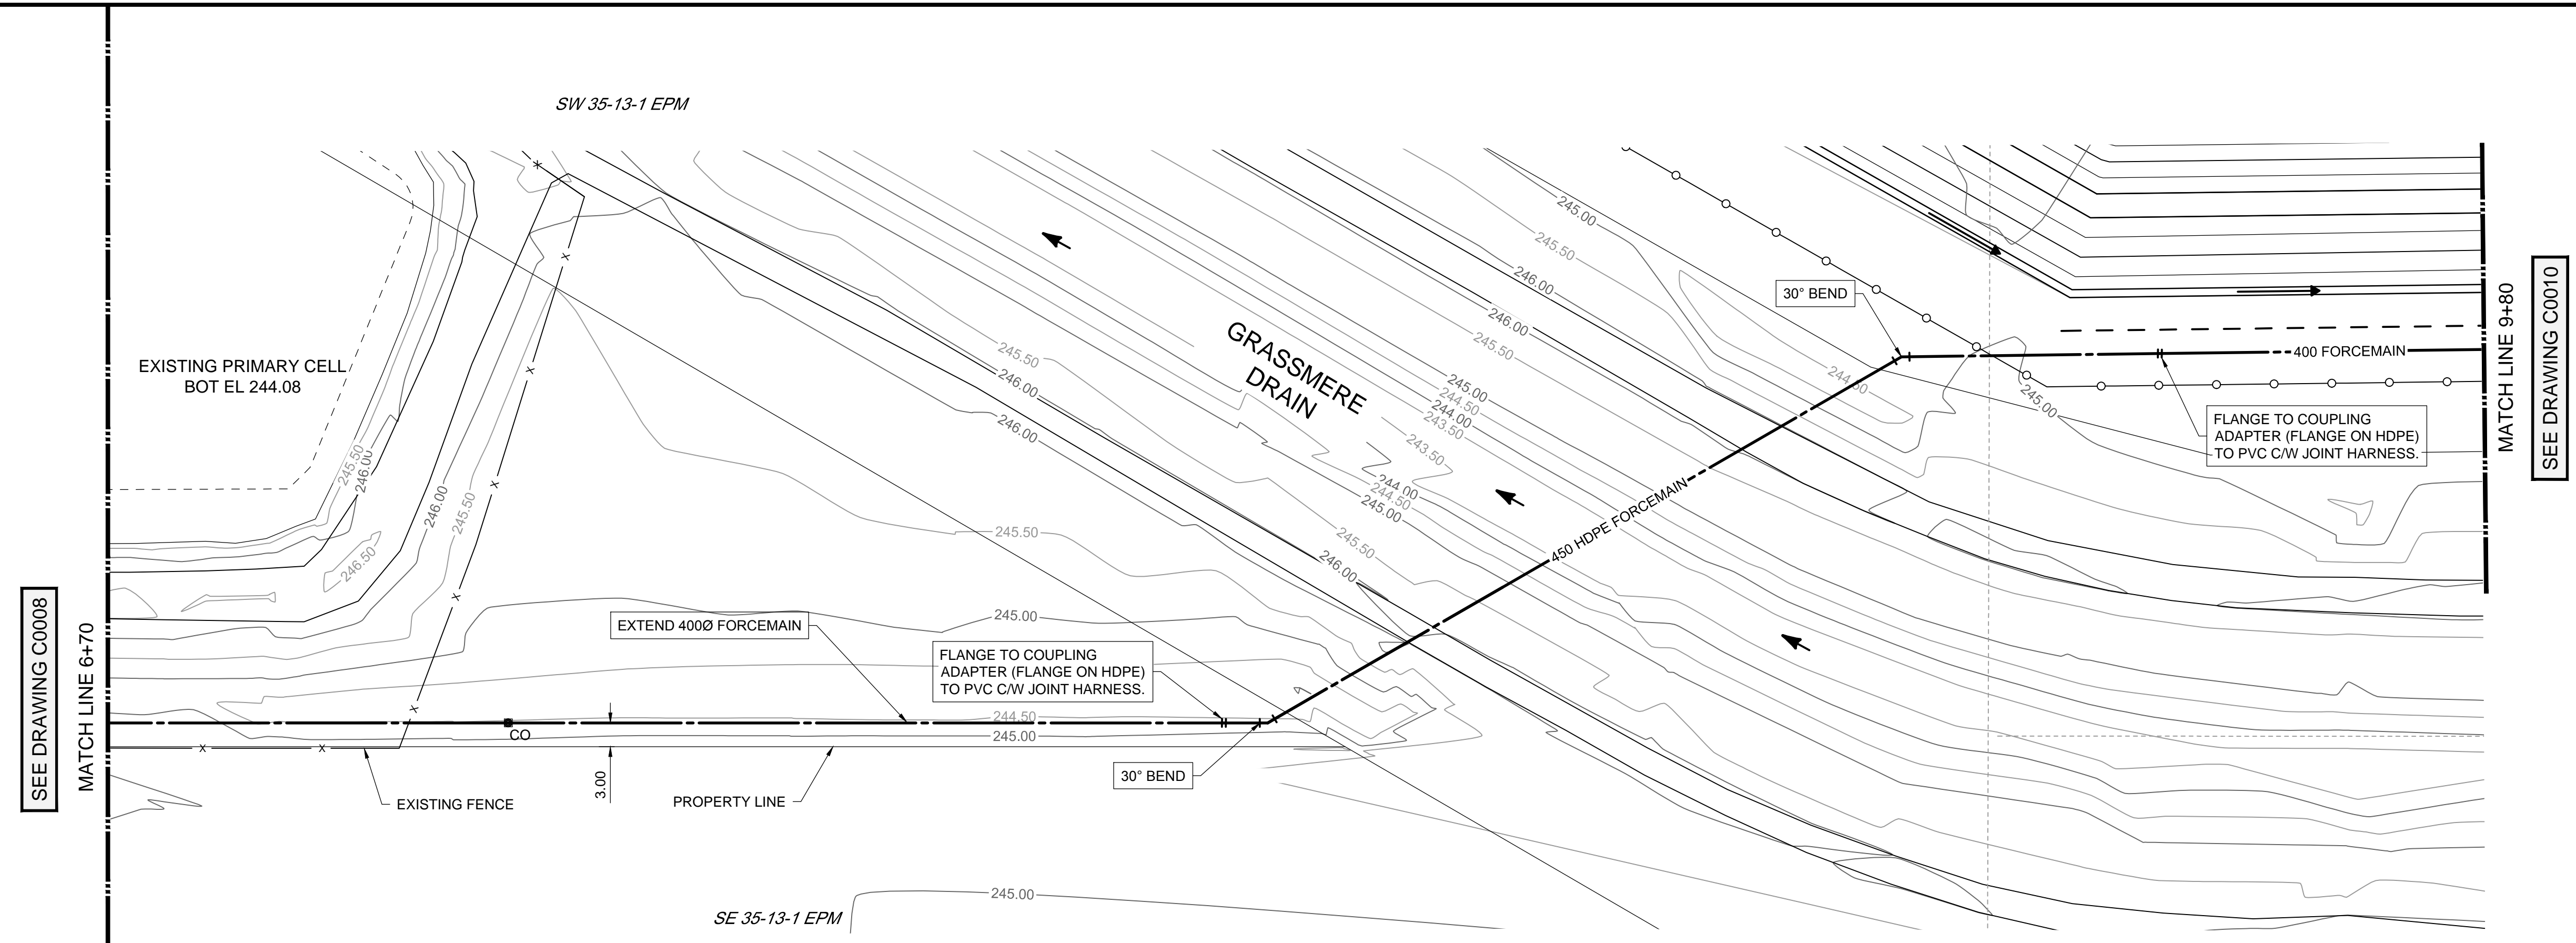 SW 35-13-1 EPM
EXISTING PRIMARY CELL
BOT EL 244.08
245.50
246.00
246.00
245.50
246.50
SEE DRAWING C0008
MATCH LINE 6+70
EXTEND 400Ø FORCEMAIN
FLANGE TO COUPLING
ADAPTER (FLANGE ON HDPE)
TO PVC C/W JOINT HARNESS.
245.50
246.00
246.00
245.50
245.00
244.50
245.00
CO
x
x
x
x
x
x
x
x
3.00
EXISTING FENCE
PROPERTY LINE
30° BEND
SE 35-13-1 EPM
245.00
GRASSMERE
DRAIN
245.00
245.50
246.00
246.00
245.50
245.00
244.50
244.00
243.50
243.50
244.00
244.50
245.00
245.50
246.00
450 HDPE FORCEMAIN
30° BEND
244.50
245.00
400 FORCEMAIN
FLANGE TO COUPLING
ADAPTER (FLANGE ON HDPE)
TO PVC C/W JOINT HARNESS.
MATCH LINE 9+80
SEE DRAWING C0010